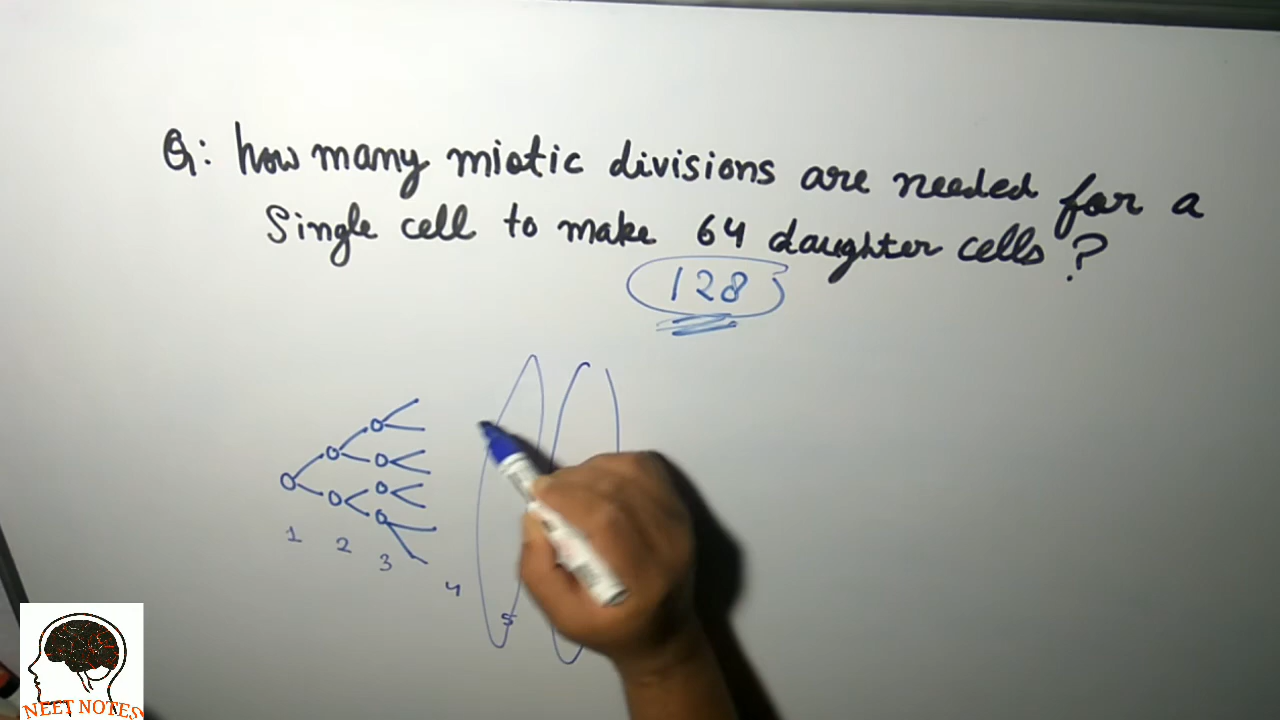 Q: how many miotic divisions are needed for a
Single cell to make 64 daughter cells?
128
1 2 3 4 5
NEET NOTES